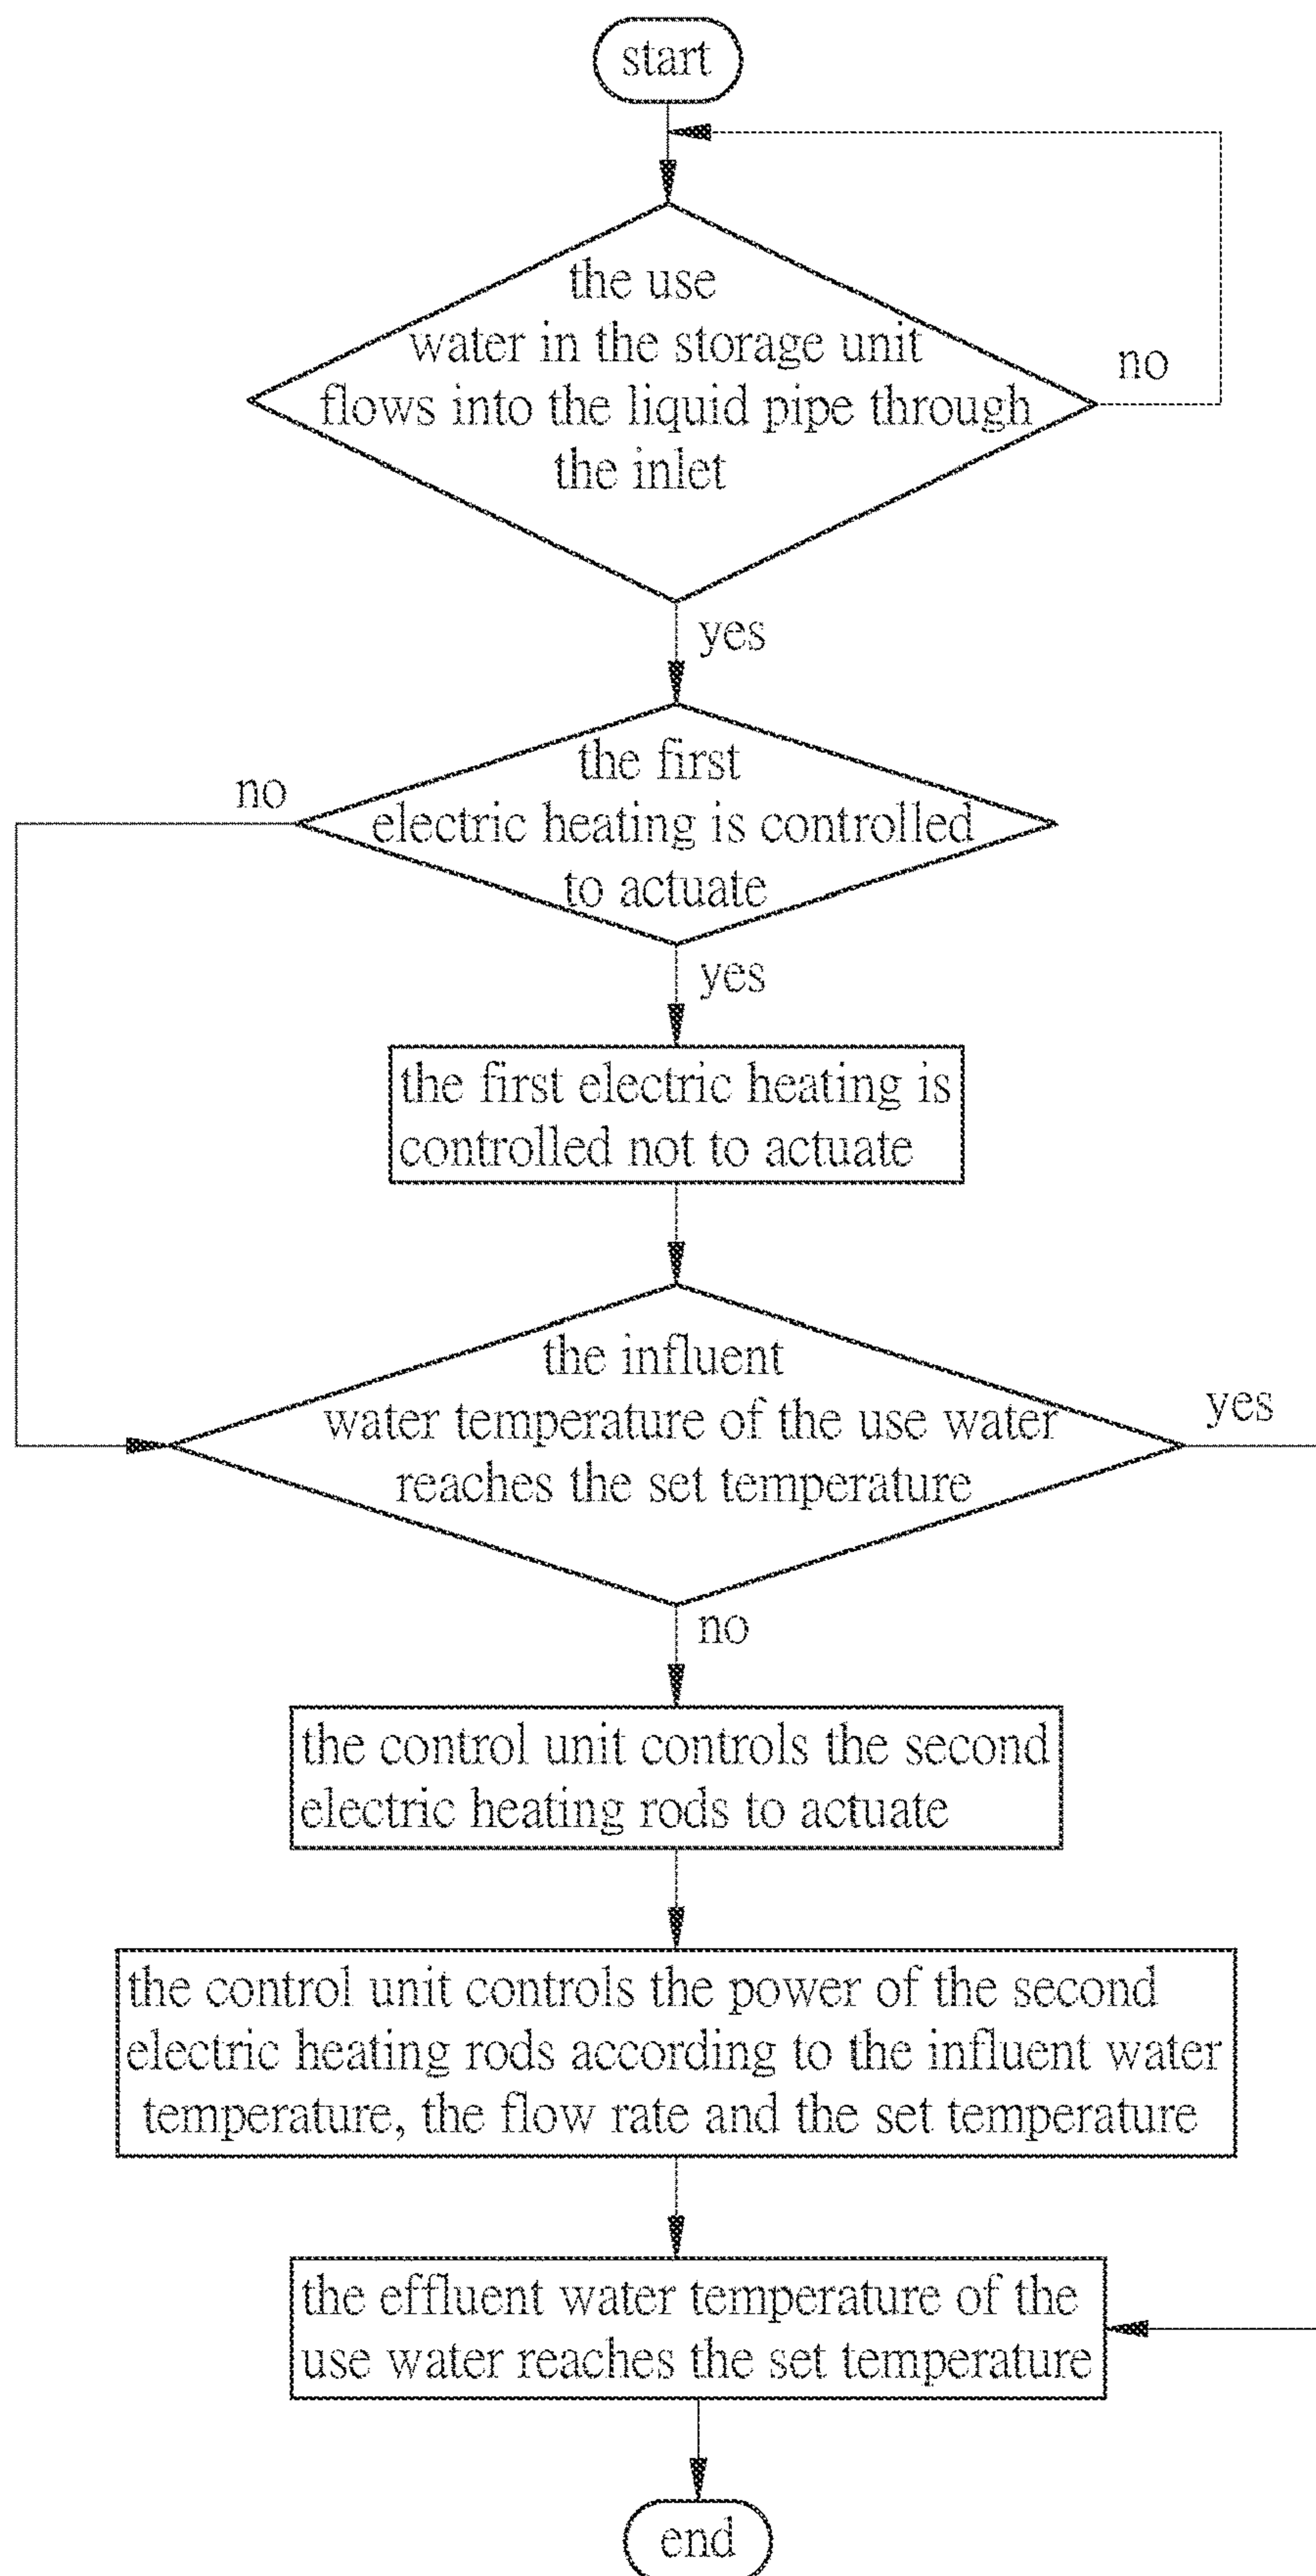 start
the use
water in the storage unit
flows into the liquid pipe through
the inlet
no
yes
the first
electric heating is controlled
to actuate
no
yes
the first electric heating is
controlled not to actuate
the influent
water temperature of the use water
reaches the set temperature
yes
no
the control unit controls the second
electric heating rods to actuate
the control unit controls the power of the second
electric heating rods according to the influent water
temperature, the flow rate and the set temperature
the effluent water temperature of the
use water reaches the set temperature
end